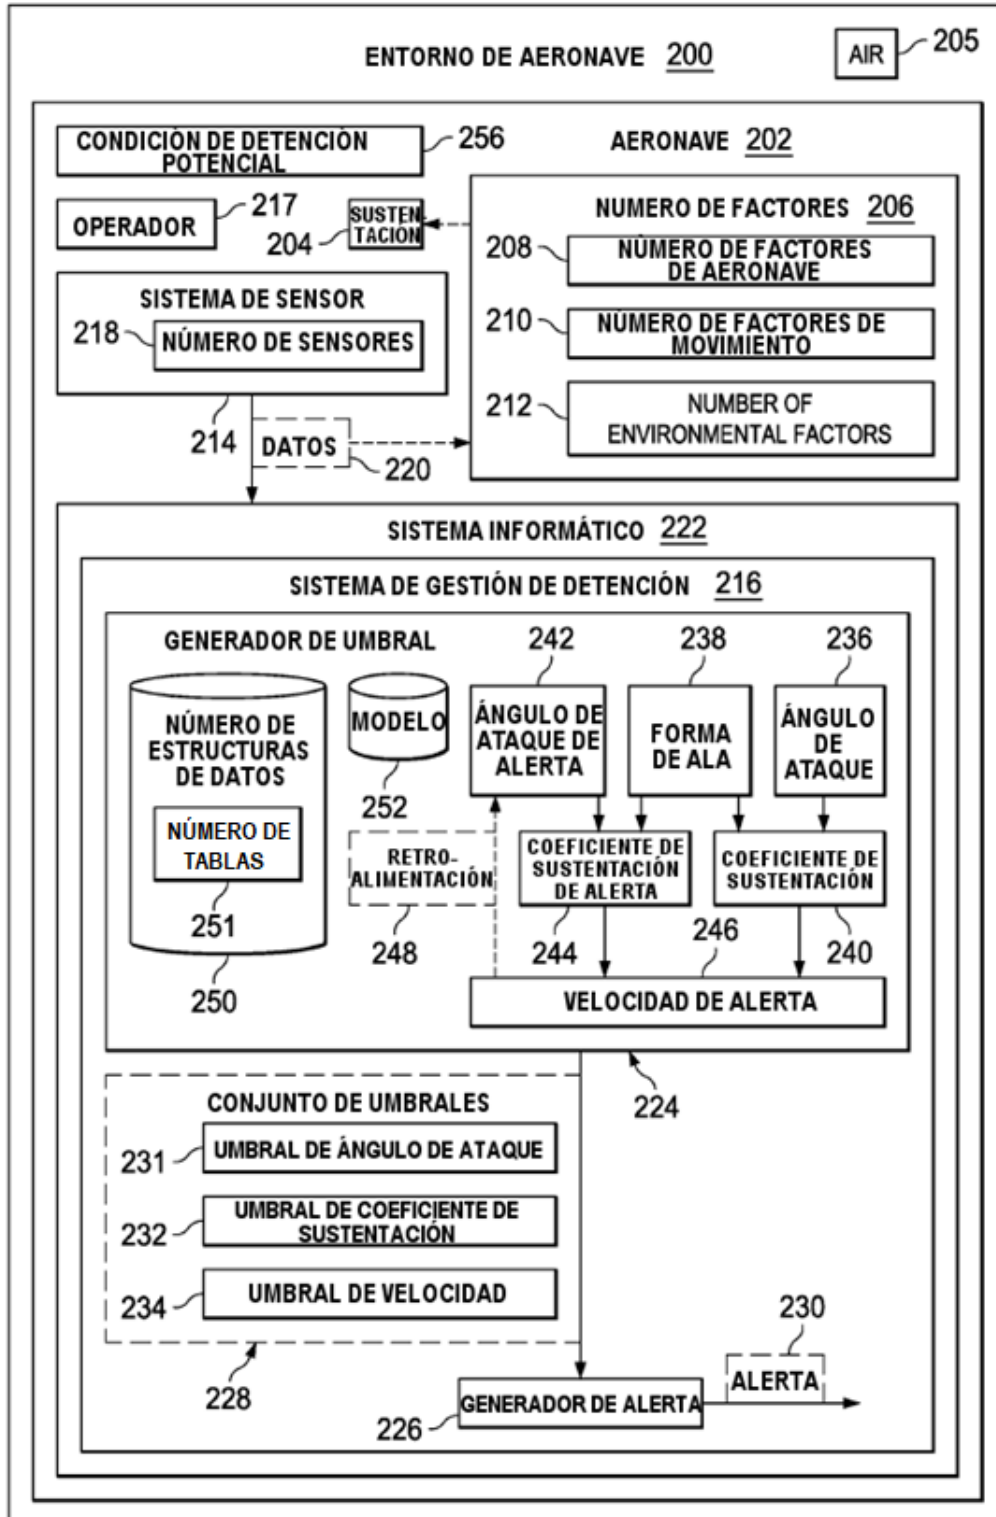 ENTORNO DE AERONAVE 200
AIR
205
CONDICIÓN DE DETENCIÓN
POTENCIAL
256
AERONAVE 202
OPERADOR
217
204
SUSTEN-
TACIÓN
NUMERO DE FACTORES 206
208
NÚMERO DE FACTORES
DE AERONAVE
210
NÚMERO DE FACTORES DE
MOVIMIENTO
212
NUMBER OF
ENVIRONMENTAL FACTORS
SISTEMA DE SENSOR
218
NÚMERO DE SENSORES
214
DATOS
220
SISTEMA INFORMÁTICO 222
SISTEMA DE GESTIÓN DE DETENCIÓN 216
GENERADOR DE UMBRAL
242
238
236
NÚMERO DE
ESTRUCTURAS
DE DATOS
NÚMERO DE
TABLAS
251
250
MODELO
252
ÁNGULO DE
ATAQUE DE
ALERTA
FORMA
DE ALA
ÁNGULO
DE
ATAQUE
RETRO-
ALIMENTACIÓN
248
COEFICIENTE DE
SUSTENTACIÓN
DE ALERTA
COEFICIENTE DE
SUSTENTACIÓN
244
246
240
VELOCIDAD DE ALERTA
224
CONJUNTO DE UMBRALES
231
UMBRAL DE ÁNGULO DE ATAQUE
232
UMBRAL DE COEFICIENTE DE
SUSTENTACIÓN
234
UMBRAL DE VELOCIDAD
228
226
GENERADOR DE ALERTA
230
ALERTA